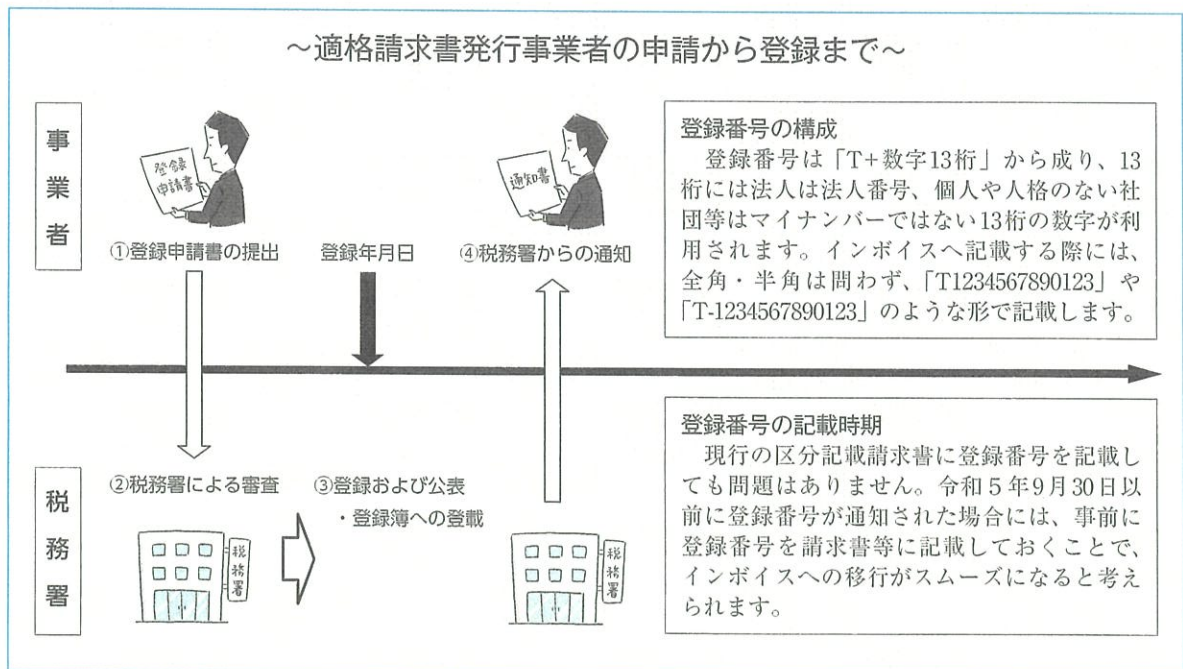 ～適格請求書発行事業者の申請から登録まで～
事業者
登録
申請書
①登録申請書の提出
登録年月日
通知書
④税務署からの通知
登録番号の構成
登録番号は「T+数字13桁」から成り、13
桁には法人は法人番号、個人や人格のない社
団等はマイナンバーではない13桁の数字が利
用されます。インボイスへ記載する際には、
全角・半角は問わず、「T1234567890123」や
「T-1234567890123」のような形で記載します。
税務署
②税務署による審査
税務署
③登録および公表
・登録簿への登載
税務署
登録番号の記載時期
現行の区分記載請求書に登録番号を記載し
ても問題はありません。令和5年9月30日以
前に登録番号が通知された場合には、事前に
登録番号を請求書等に記載しておくことで、
インボイスへの移行がスムーズになると考え
られます。